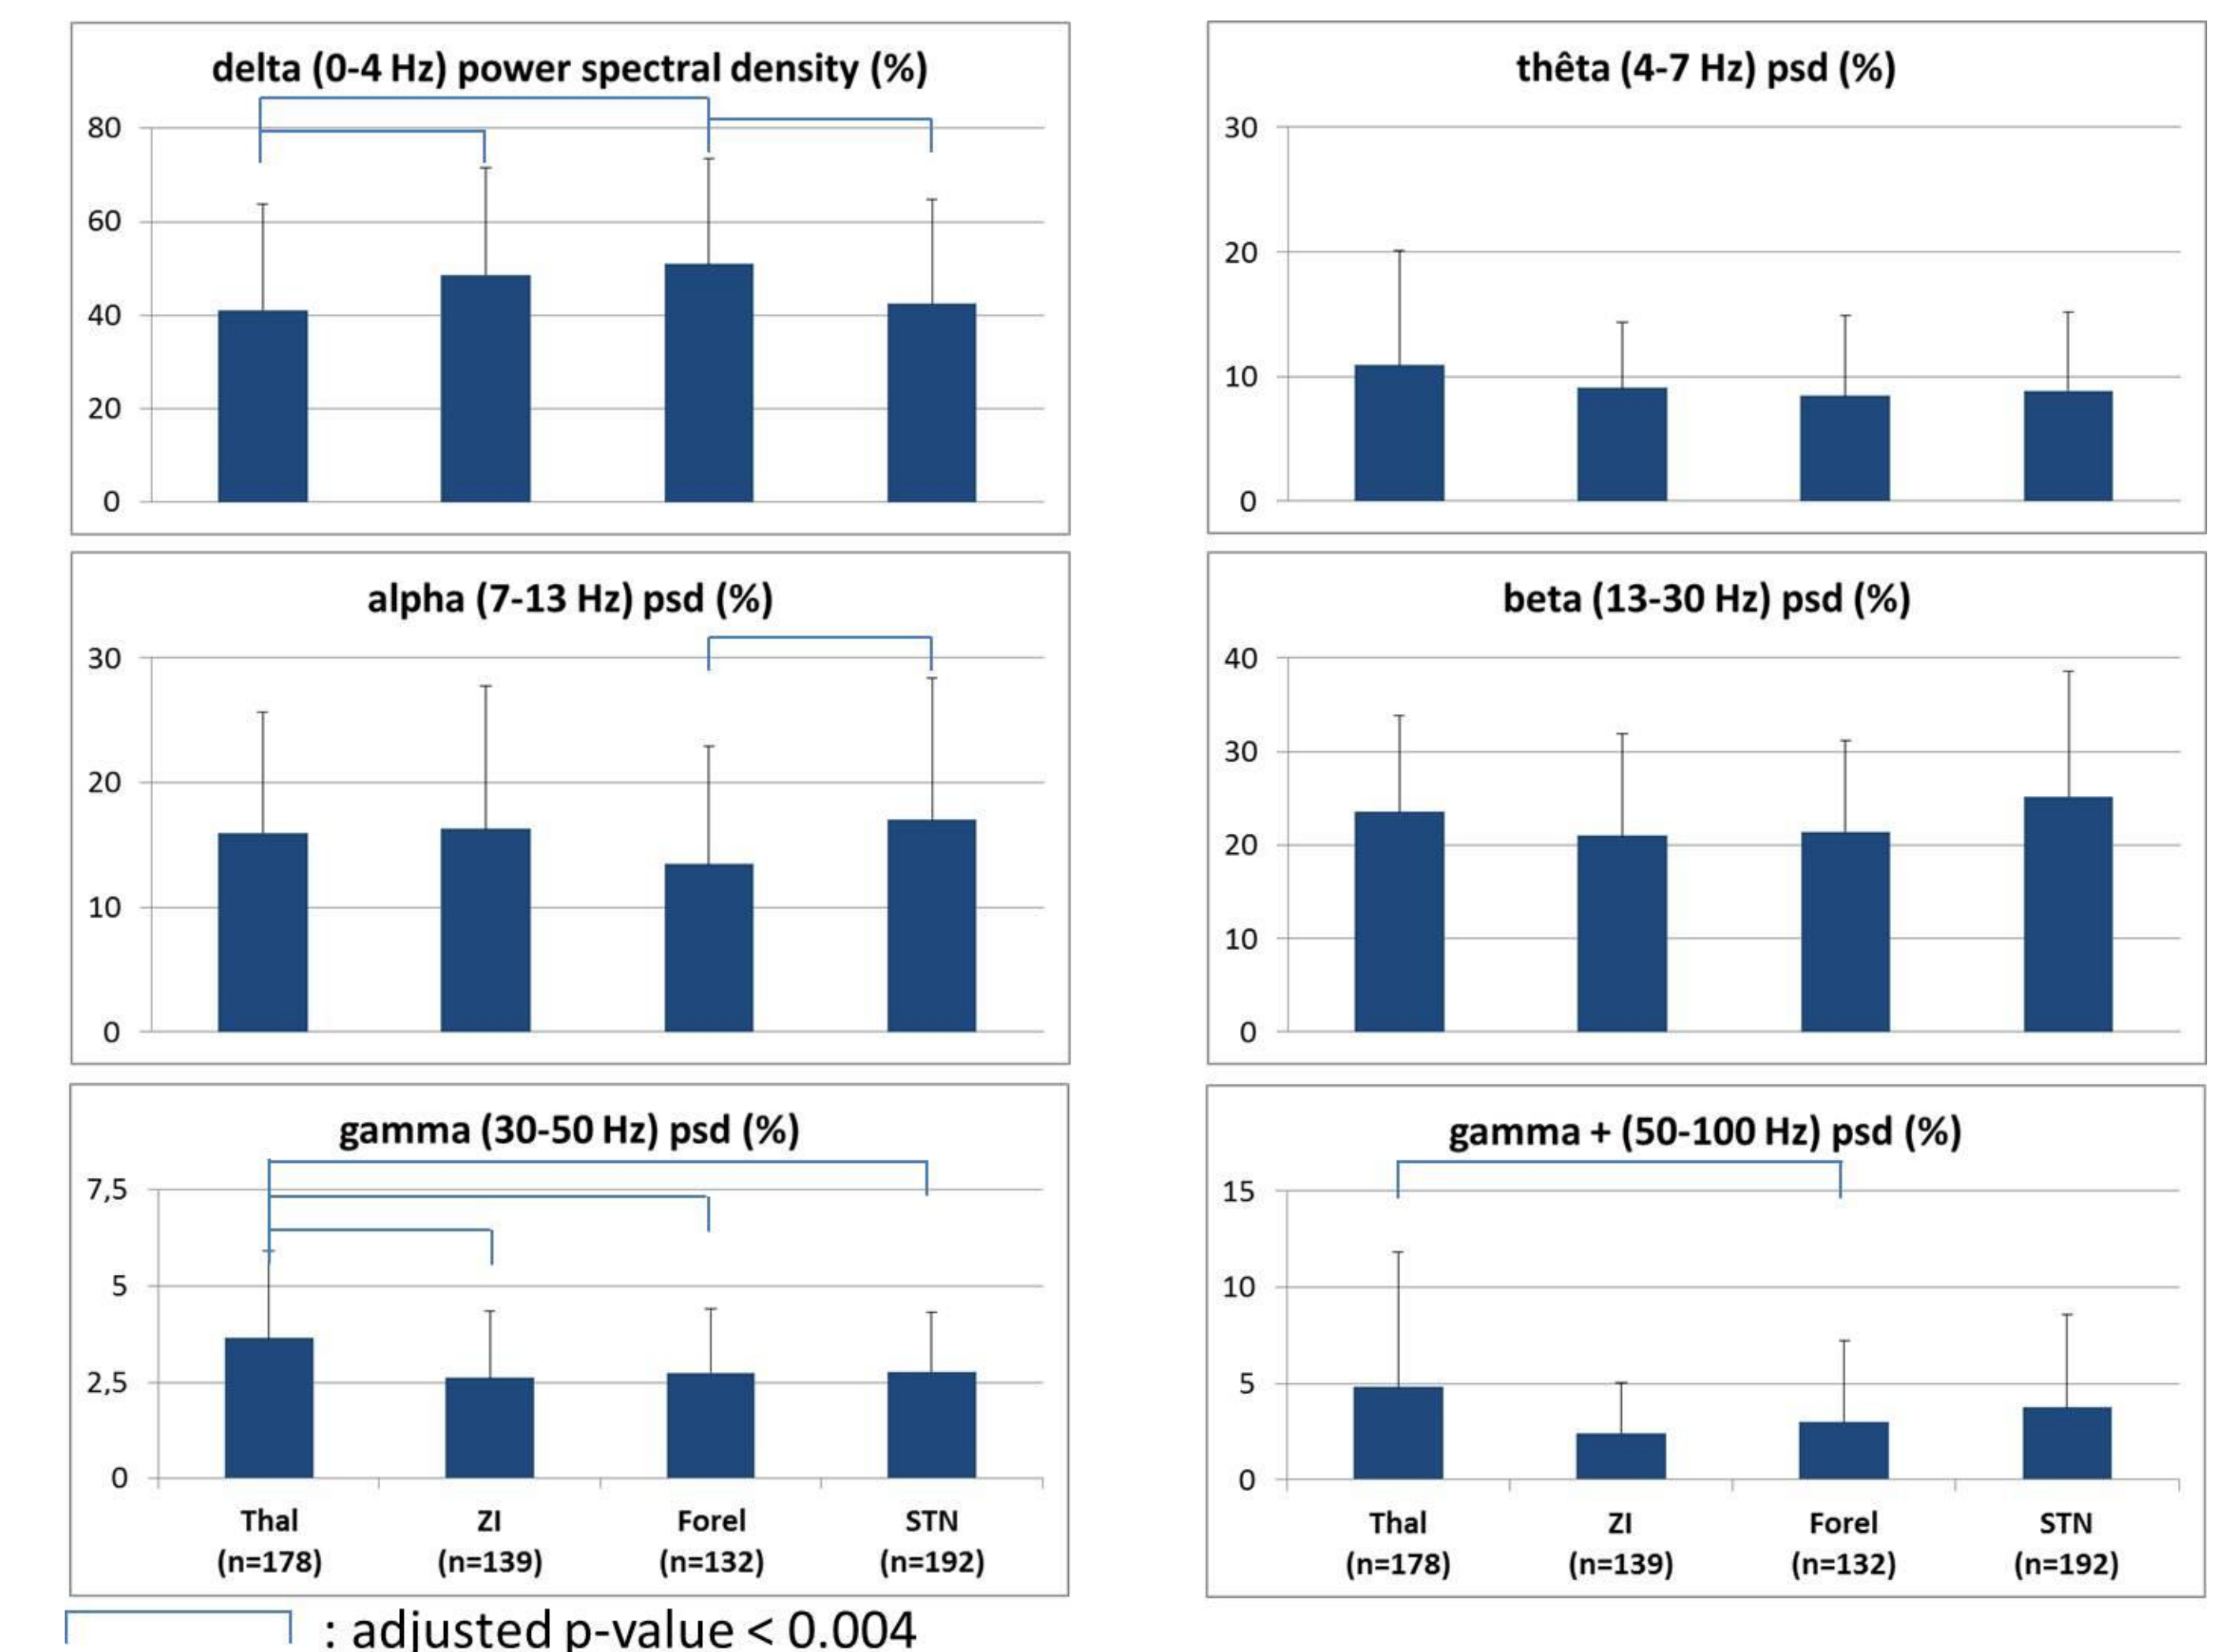 delta (0-4 Hz) power spectral density (%)
80
60
40
20
0
thêta (4-7 Hz) psd (%)
30
20
10
0
alpha (7-13 Hz) psd (%)
30
20
10
0
beta (13-30 Hz) psd (%)
40
30
20
10
0
gamma (30-50 Hz) psd (%)
7,5
5
2,5
0
Thal ZI Forel STN
(n=178) (n=139) (n=132) (n=192)
gamma + (50-100 Hz) psd (%)
15
10
5
0
Thal ZI Forel STN
(n=178) (n=139) (n=132) (n=192)
: adjusted p-value < 0.004